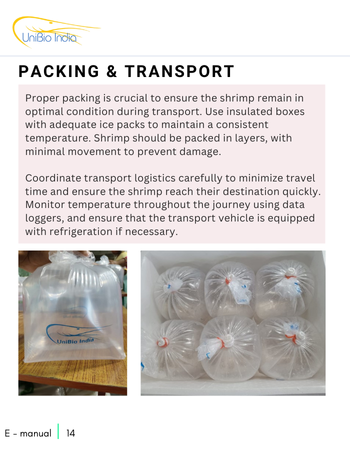 UniBio India
PACKING & TRANSPORT
Proper packing is crucial to ensure the shrimp remain in
optimal condition during transport. Use insulated boxes
with adequate ice packs to maintain a consistent
temperature. Shrimp should be packed in layers, with
minimal movement to prevent damage.
Coordinate transport logistics carefully to minimize travel
time and ensure the shrimp reach their destination quickly.
Monitor temperature throughout the journey using data
loggers, and ensure that the transport vehicle is equipped
with refrigeration if necessary.
UniBio India
E - manual 14